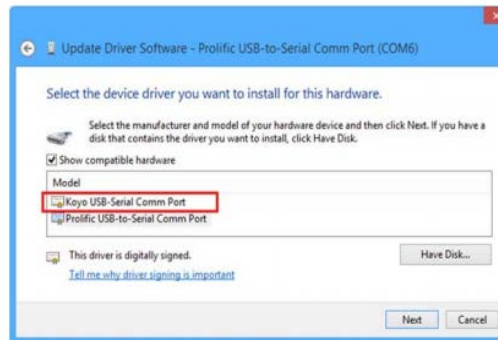 Update Driver Software - Prolific USB-to-Serial Comm Port (COM6)
Select the device driver you want to install for this hardware.
Select the manufacturer and model of your hardware device and then click Next. If you have a
disk that contains the driver you want to install, click Have Disk.
Show compatible hardware
Model
Koyo USB-Serial Comm Port
Prolific USB-to-Serial Comm Port
This driver is digitally signed.
Have Disk...
Tell me why driver signing is important
Next
Cancel